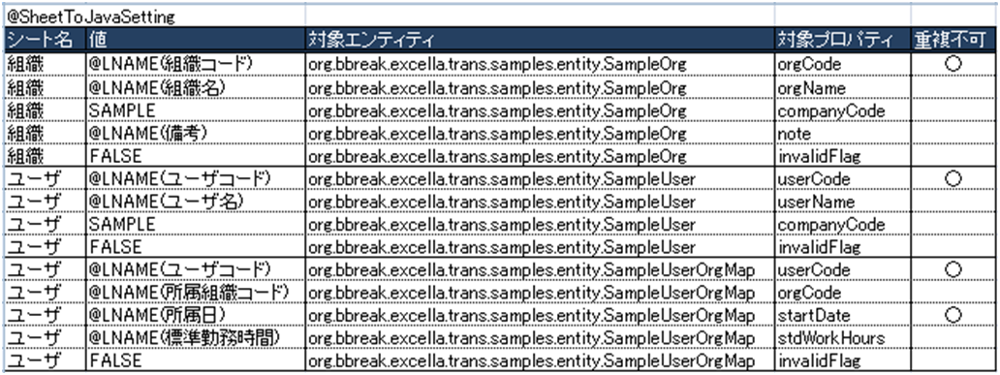 @SheetToJavaSetting
シート名 値 対象エンティティ 対象プロパティ 重複不可
組織 @LNAME(組織コード) org.bbreak.excella.trans.samples.entity.SampleOrg orgCode ○
組織 @LNAME(組織名) org.bbreak.excella.trans.samples.entity.SampleOrg orgName
組織 SAMPLE org.bbreak.excella.trans.samples.entity.SampleOrg companyCode
組織 @LNAME(備考) org.bbreak.excella.trans.samples.entity.SampleOrg note
組織 FALSE org.bbreak.excella.trans.samples.entity.SampleOrg invalidFlag
ユーザ @LNAME(ユーザコード) org.bbreak.excella.trans.samples.entity.SampleUser userCode ○
ユーザ @LNAME(ユーザ名) org.bbreak.excella.trans.samples.entity.SampleUser userName
ユーザ SAMPLE org.bbreak.excella.trans.samples.entity.SampleUser companyCode
ユーザ FALSE org.bbreak.excella.trans.samples.entity.SampleUser invalidFlag
ユーザ @LNAME(ユーザコード) org.bbreak.excella.trans.samples.entity.SampleUserOrgMap userCode ○
ユーザ @LNAME(所属組織コード) org.bbreak.excella.trans.samples.entity.SampleUserOrgMap orgCode
ユーザ @LNAME(所属日) org.bbreak.excella.trans.samples.entity.SampleUserOrgMap startDate ○
ユーザ @LNAME(標準勤務時間) org.bbreak.excella.trans.samples.entity.SampleUserOrgMap stdWorkHours
ユーザ FALSE org.bbreak.excella.trans.samples.entity.SampleUserOrgMap invalidFlag